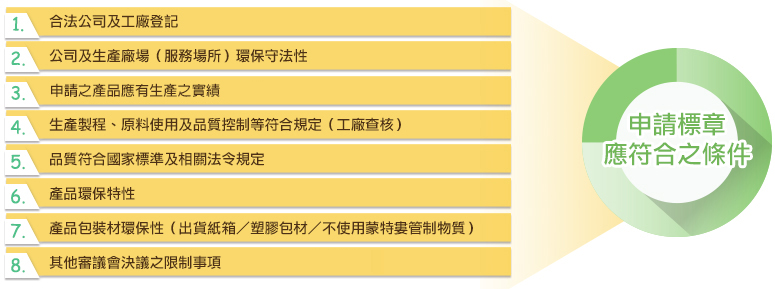 1. 合法公司及工廠登記
2. 公司及生產廠場（服務場所）環保守法性
3. 申請之產品應有生產之實績
4. 生產製程、原料使用及品質控制等符合規定（工廠查核）
5. 品質符合國家標準及相關法令規定
6. 產品環保特性
7. 產品包裝材環保性（出貨紙箱／塑膠包材／不使用蒙特婁管制物質）
8. 其他審議會決議之限制事項
申請標章
應符合之條件